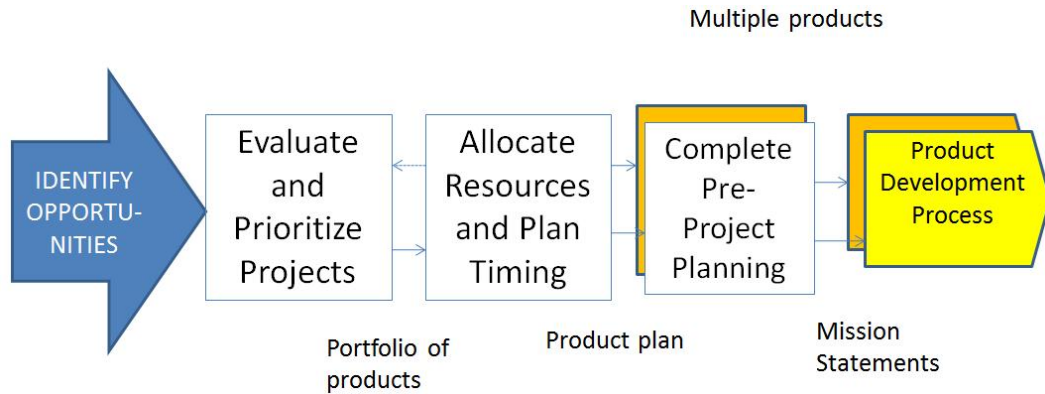 Multiple products
IDENTIFY
OPPORTU-
NITIES
Evaluate
and
Prioritize
Projects
Allocate
Resources
and Plan
Timing
Complete
Pre-
Project
Planning
Product
Development
Process
Portfolio of
products
Product plan
Mission
Statements